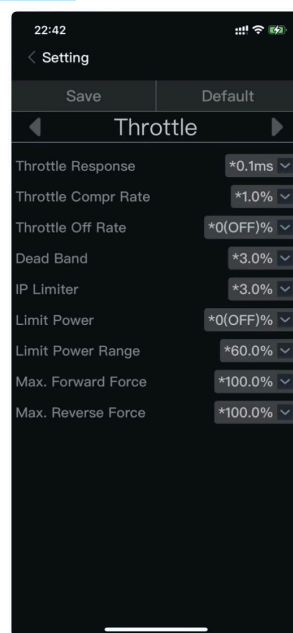 22:42
Setting
Save Default
Throttle
Throttle Response *0.1ms
Throttle Compr Rate *1.0%
Throttle Off Rate *0(OFF)%
Dead Band *3.0%
IP Limiter *3.0%
Limit Power *0(OFF)%
Limit Power Range *60.0%
Max. Forward Force *100.0%
Max. Reverse Force *100.0%